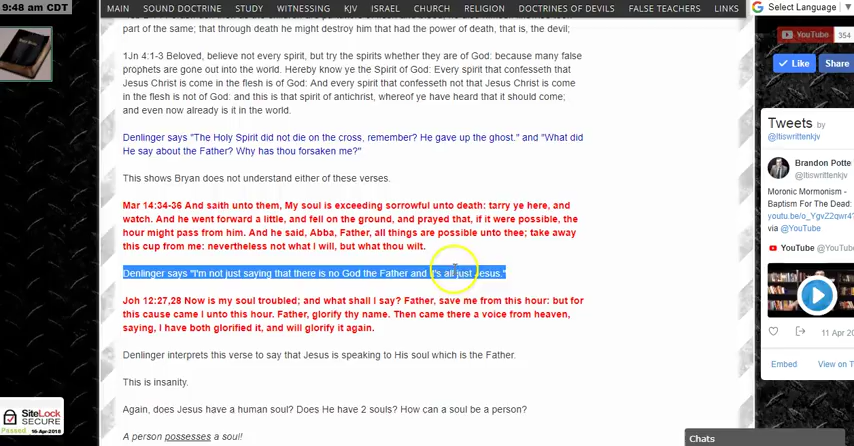 9:48 am CDT
MAIN SOUND DOCTRINE STUDY WITNESSING KJV ISRAEL CHURCH RELIGION DOCTRINES OF DEVILS FALSE TEACHERS LINKS
Select Language
part of the same; that through death he might destroy him that had the power of death, that is, the devil;
1Jn 4:1-3 Beloved, believe not every spirit, but try the spirits whether they are of God: because many false
prophets are gone out into the world. Hereby know ye the Spirit of God: Every spirit that confesseth that
Jesus Christ is come in the flesh is of God: And every spirit that confesseth not that Jesus Christ is come
in the flesh is not of God: and this is that spirit of antichrist, whereof ye have heard that it should come;
and even now already is it in the world.
Denlinger says "The Holy Spirit did not die on the cross, remember? He gave up the ghost." and "What did
He say about the Father? Why has thou forsaken me?"
This shows Bryan does not understand either of these verses.
Mar 14:34-36 And saith unto them, My soul is exceeding sorrowful unto death: tarry ye here, and
watch. And he went forward a little, and fell on the ground, and prayed that, if it were possible, the
hour might pass from him. And he said, Abba, Father, all things are possible unto thee; take away
this cup from me: nevertheless not what I will, but what thou wilt.
Denlinger says "I'm not just saying that there is no God the Father and it's all just Jesus."
Joh 12:27,28 Now is my soul troubled; and what shall I say? Father, save me from this hour: but for
this cause came I unto this hour. Father, glorify thy name. Then came there a voice from heaven,
saying, I have both glorified it, and will glorify it again.
Denlinger interprets this verse to say that Jesus is speaking to His soul which is the Father.
This is insanity.
Again, does Jesus have a human soul? Does He have 2 souls? How can a soul be a person?
A person possesses a soul!
YouTube 354
Like Share
Tweets by
@Itiswrittenkjv
Brandon Potte
@Itiswrittenkjv
Moronic Mormonism -
Baptism For The Dead:
youtu.be/o_YgvZ2qwr4?
via @YouTube
YouTube @YouTube
11 Apr 20
Embed View on T
SiteLock
SECURE
Passed 16-Apr-2018
Chats